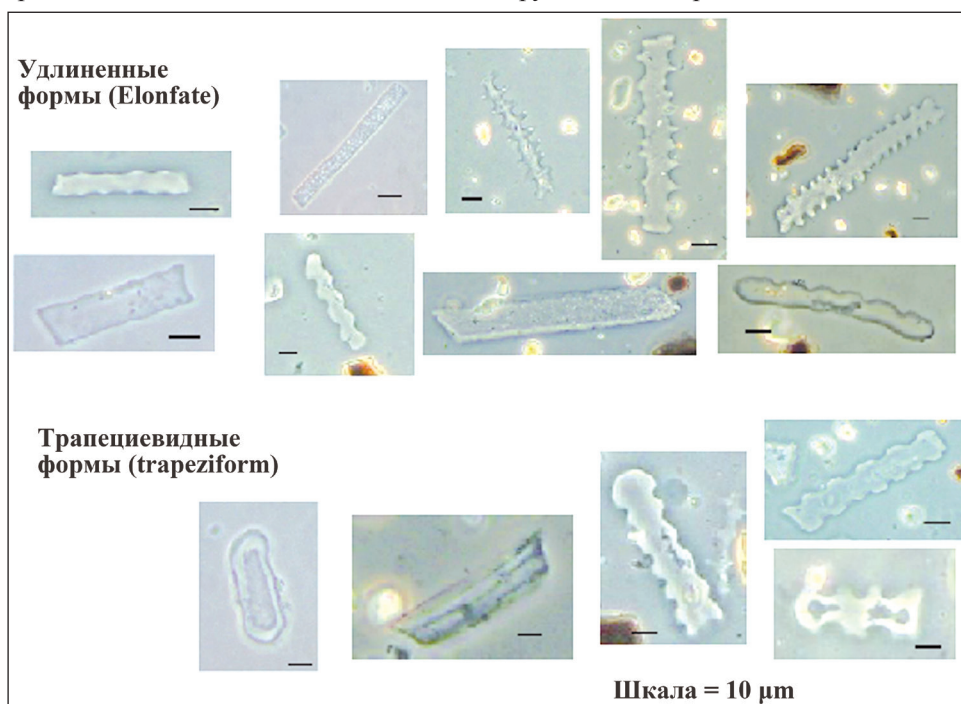 Удлиненные
формы (Elonfate)
Трапециевидные
формы (trapeziform)
Шкала = 10 µm